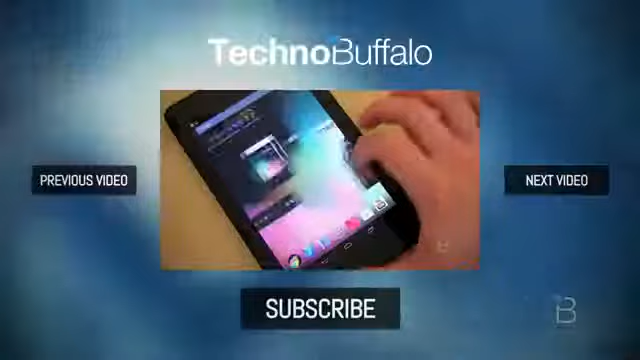 TechnoBuffalo
PREVIOUS VIDEO
NEXT VIDEO
SUBSCRIBE
B